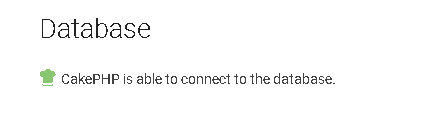 Database
CakePHP is able to connect to the database.